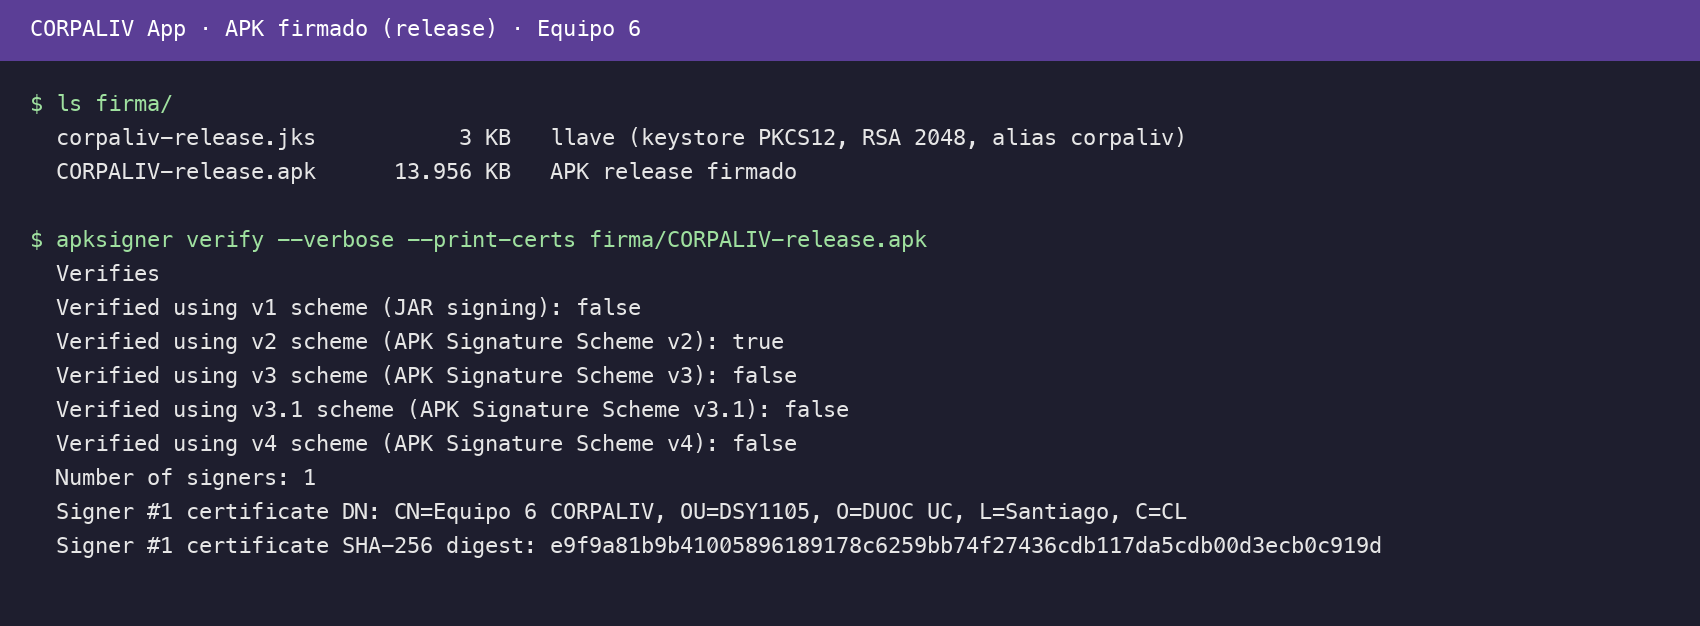 CORPALIV App · APK firmado (release) · Equipo 6
$ ls firma/
corpaliv-release.jks 3 KB llave (keystore PKCS12, RSA 2048, alias corpaliv)
CORPALIV-release.apk 13.956 KB APK release firmado
$ apksigner verify --verbose --print-certs firma/CORPALIV-release.apk
Verifies
Verified using v1 scheme (JAR signing): false
Verified using v2 scheme (APK Signature Scheme v2): true
Verified using v3 scheme (APK Signature Scheme v3): false
Verified using v3.1 scheme (APK Signature Scheme v3.1): false
Verified using v4 scheme (APK Signature Scheme v4): false
Number of signers: 1
Signer #1 certificate DN: CN=Equipo 6 CORPALIV, OU=DSY1105, O=DUOC UC, L=Santiago, C=CL
Signer #1 certificate SHA-256 digest: e9f9a81b9b41005896189178c6259bb74f27436cdb117da5cdb00d3ecb0c919d